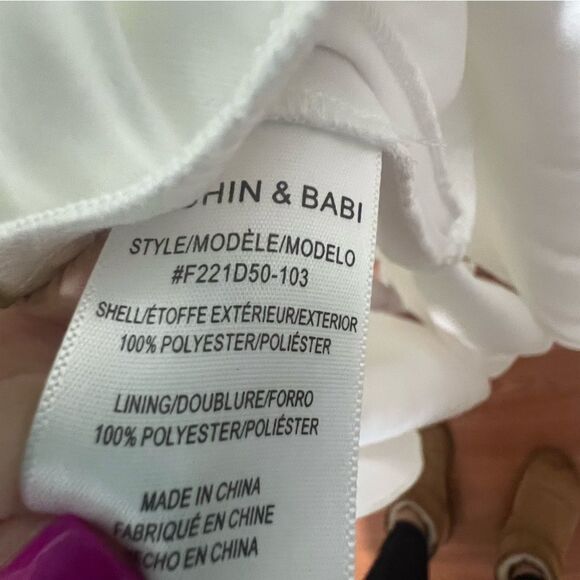 HIN & BABI
STYLE/MODÈLE/MODELO
#F221D50-103
SHELL/ÉTOFFE EXTÉRIEUR/EXTERIOR
100% POLYESTER/POLIÉSTER
LINING/DOUBLURE/FORRO
100% POLYESTER/POLIÉSTER
MADE IN CHINA
FABRIQUÉ EN CHINE
ECHO EN CHINA